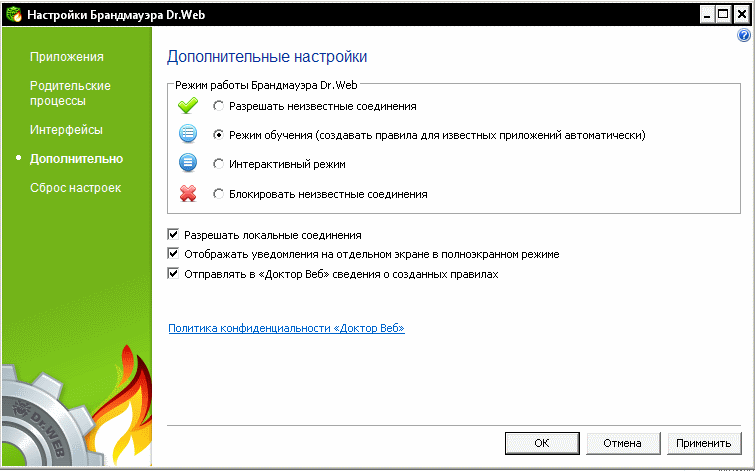 Настройки Брандмауэра Dr.Web
Приложения
Родительские
процессы
Интерфейсы
Дополнительно
Сброс настроек
Дополнительные настройки
Режим работы Брандмауэра Dr.Web
Разрешать неизвестные соединения
Режим обучения (создавать правила для известных приложений автоматически)
Интерактивный режим
Блокировать неизвестные соединения
Разрешать локальные соединения
Отображать уведомления на отдельном экране в полноэкранном режиме
Отправлять в «Доктор Веб» сведения о созданных правилах
Политика конфиденциальности «Доктор Веб»
Dr.WEB
OK
Отмена
Применить